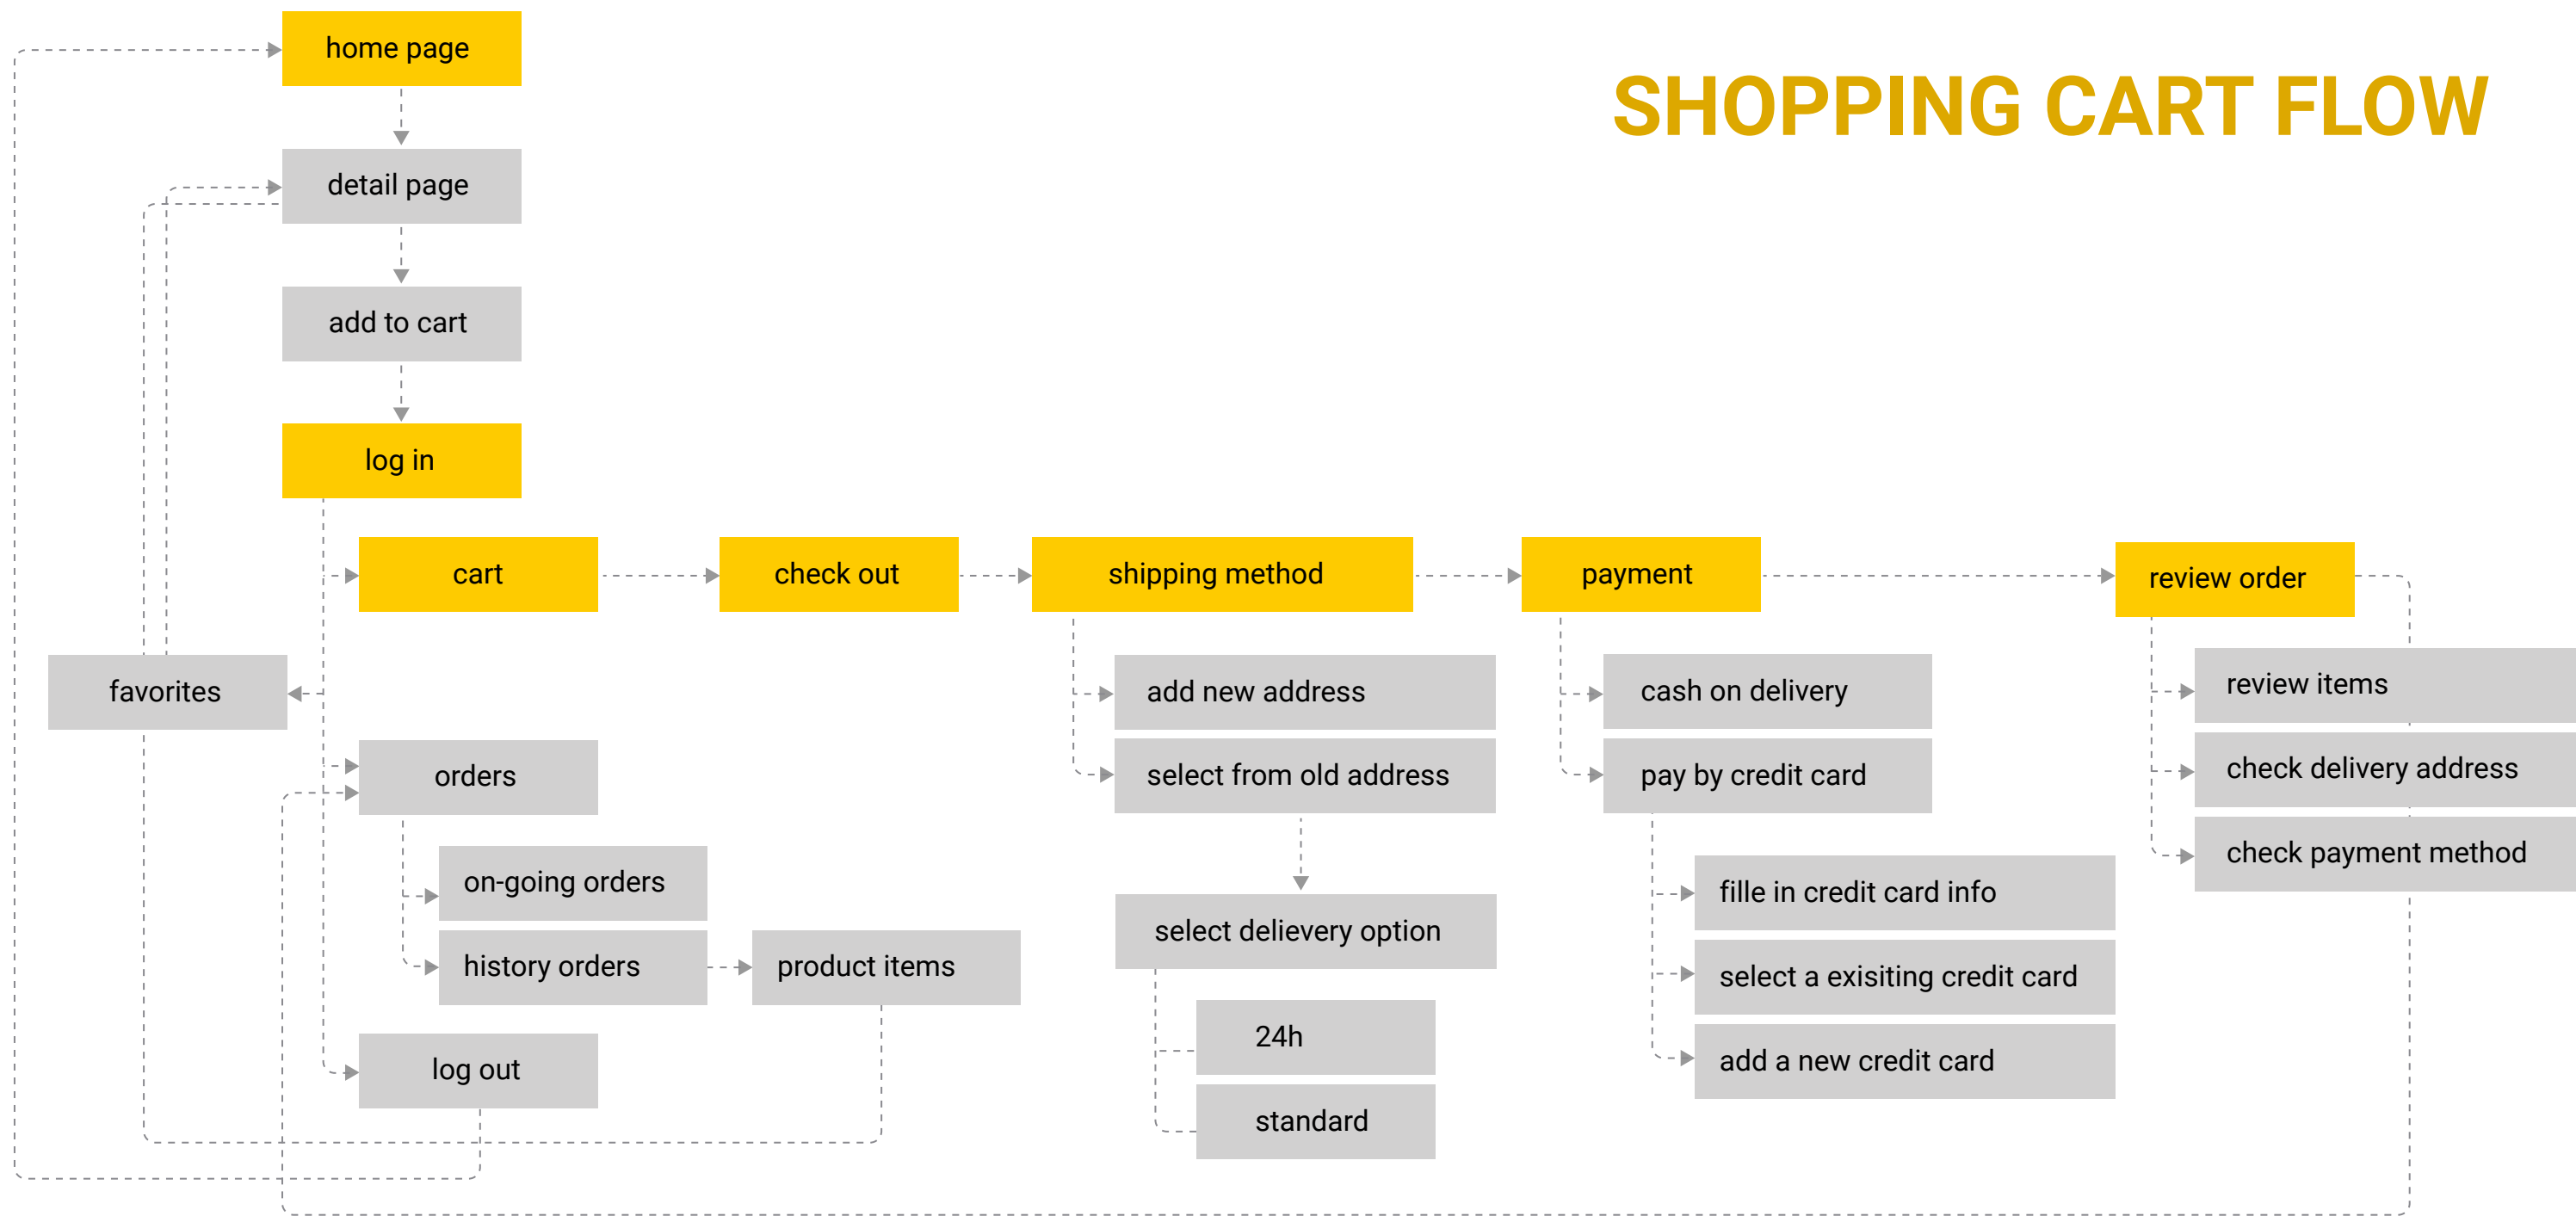 home page
SHOPPING CART FLOW
detail page
add to cart
log in
cart
check out
shipping method
payment
review order
favorites
add new address
cash on delivery
review items
orders
select from old address
pay by credit card
check delivery address
on-going orders
fille in credit card info
check payment method
history orders
product items
select delievery option
select a exisiting credit card
log out
24h
add a new credit card
standard